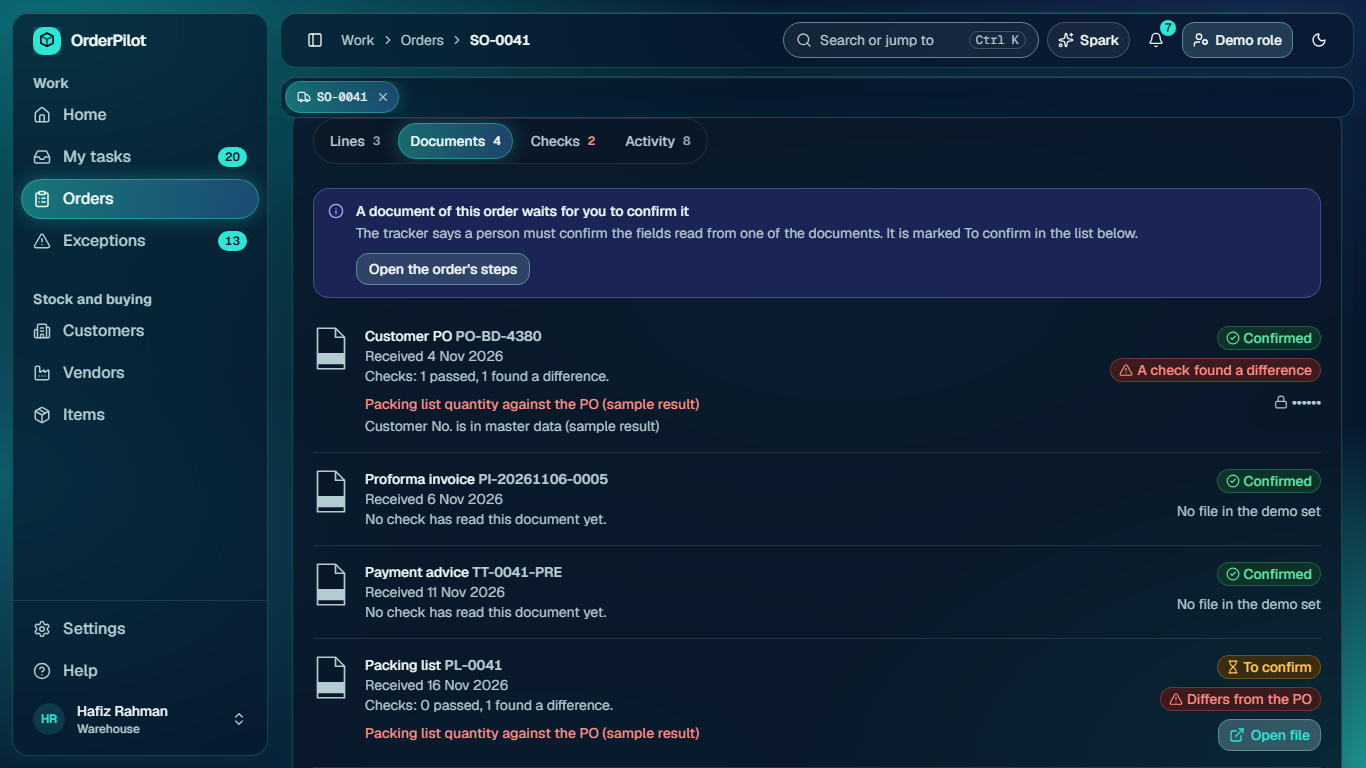 OrderPilot
Work
Home
My tasks 20
Orders
Exceptions 13
Stock and buying
Customers
Vendors
Items
Settings
Help
HR
Hafiz Rahman
Warehouse
Work > Orders > SO-0041
Search or jump to Ctrl K
Spark
7
Demo role
SO-0041
Lines 3
Documents 4
Checks 2
Activity 8
A document of this order waits for you to confirm it
The tracker says a person must confirm the fields read from one of the documents. It is marked To confirm in the list below.
Open the order's steps
Customer PO PO-BD-4380
Received 4 Nov 2026
Checks: 1 passed, 1 found a difference.
Packing list quantity against the PO (sample result)
Customer No. is in master data (sample result)
Confirmed
A check found a difference
••••••
Proforma invoice PI-20261106-0005
Received 6 Nov 2026
No check has read this document yet.
Confirmed
No file in the demo set
Payment advice TT-0041-PRE
Received 11 Nov 2026
No check has read this document yet.
Confirmed
No file in the demo set
Packing list PL-0041
Received 16 Nov 2026
Checks: 0 passed, 1 found a difference.
Packing list quantity against the PO (sample result)
To confirm
Differs from the PO
Open file